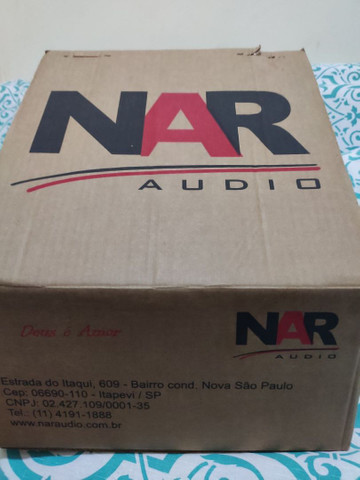 NAR
AUDIO
Deus é Amor
NAR
AUDIO
Estrada do Itaqui, 609 - Bairro cond. Nova São Paulo
Cep: 06690-110 - Itapevi / SP
CNPJ: 02.427.109/0001-35
Tel.: (11) 4191-1888
www.naraudio.com.br